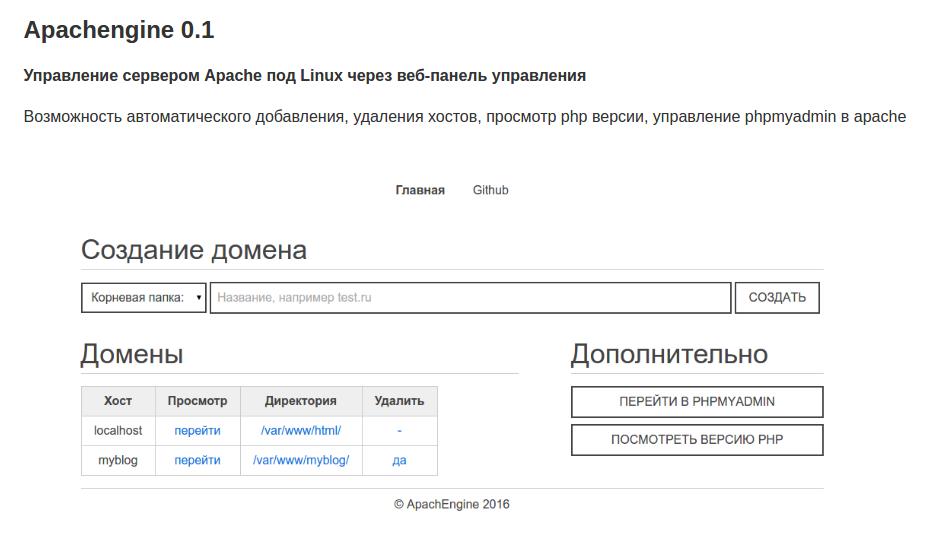 Apachengine 0.1
Управление сервером Apache под Linux через веб-панель управления
Возможность автоматического добавления, удаления хостов, просмотр php версии, управление phpmyadmin в apache
Главная Github
Создание домена
Корневая папка: Название, например test.ru СОЗДАТЬ
Домены
Хост Просмотр Директория Удалить
localhost перейти /var/www/html/ -
myblog перейти /var/www/myblog/ да
Дополнительно
ПЕРЕЙТИ В PHPMYADMIN
ПОСМОТРЕТЬ ВЕРСИЮ PHP
© ApachEngine 2016